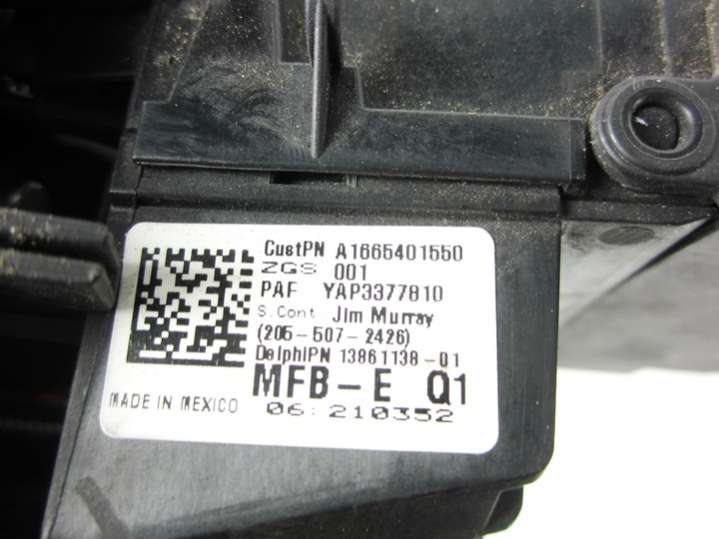 CustPN A1665401550
ZGS 001
PAF YAP3377810
S.Cont Jim Murray
(205-507-2426)
DelphiPN 13861138-01
MFB-E Q1
MADE IN MEXICO 06:210352